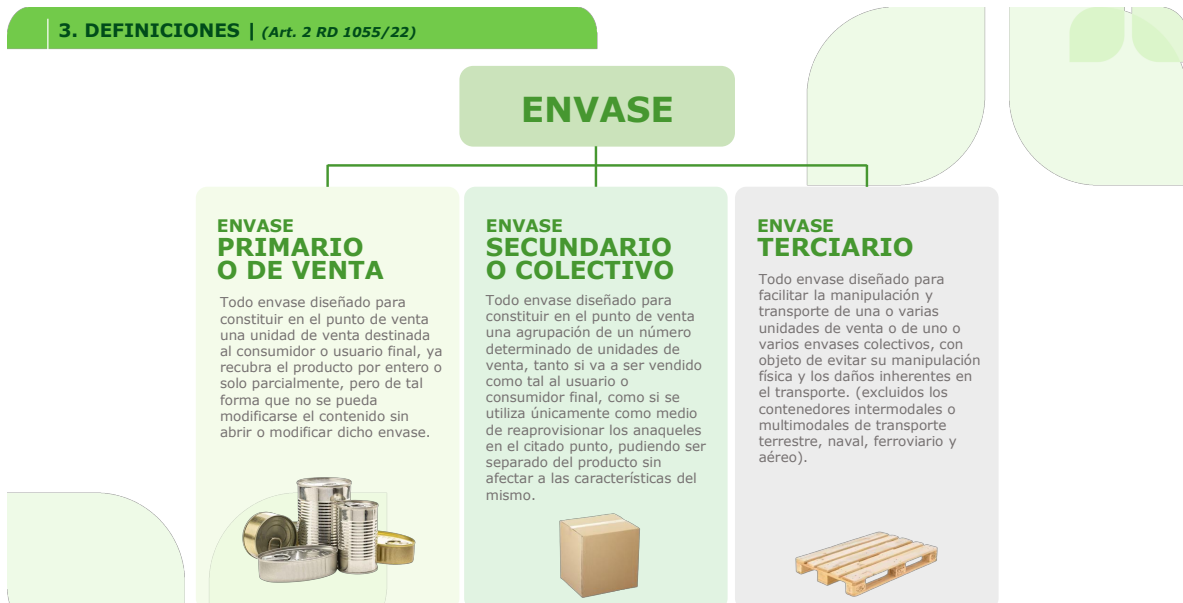 3. DEFINICIONES | (Art. 2 RD 1055/22)
ENVASE
ENVASE
PRIMARIO
O DE VENTA
Todo envase diseñado para
constituir en el punto de venta
una unidad de venta destinada
al consumidor o usuario final, ya
recubra el producto por entero o
solo parcialmente, pero de tal
forma que no se pueda
modificarse el contenido sin
abrir o modificar dicho envase.
ENVASE
SECUNDARIO
O COLECTIVO
Todo envase diseñado para
constituir en el punto de venta
una agrupación de un número
determinado de unidades de
venta, tanto si va a ser vendido
como tal al usuario o
consumidor final, como si se
utiliza únicamente como medio
de reaprovisionar los anaqueles
en el citado punto, pudiendo ser
separado del producto sin
afectar a las características del
mismo.
ENVASE
TERCIARIO
Todo envase diseñado para
facilitar la manipulación y
transporte de una o varias
unidades de venta o de uno o
varios envases colectivos, con
objeto de evitar su manipulación
física y los daños inherentes en
el transporte. (excluidos los
contenedores intermodales o
multimodales de transporte
terrestre, naval, ferroviario y
aéreo).